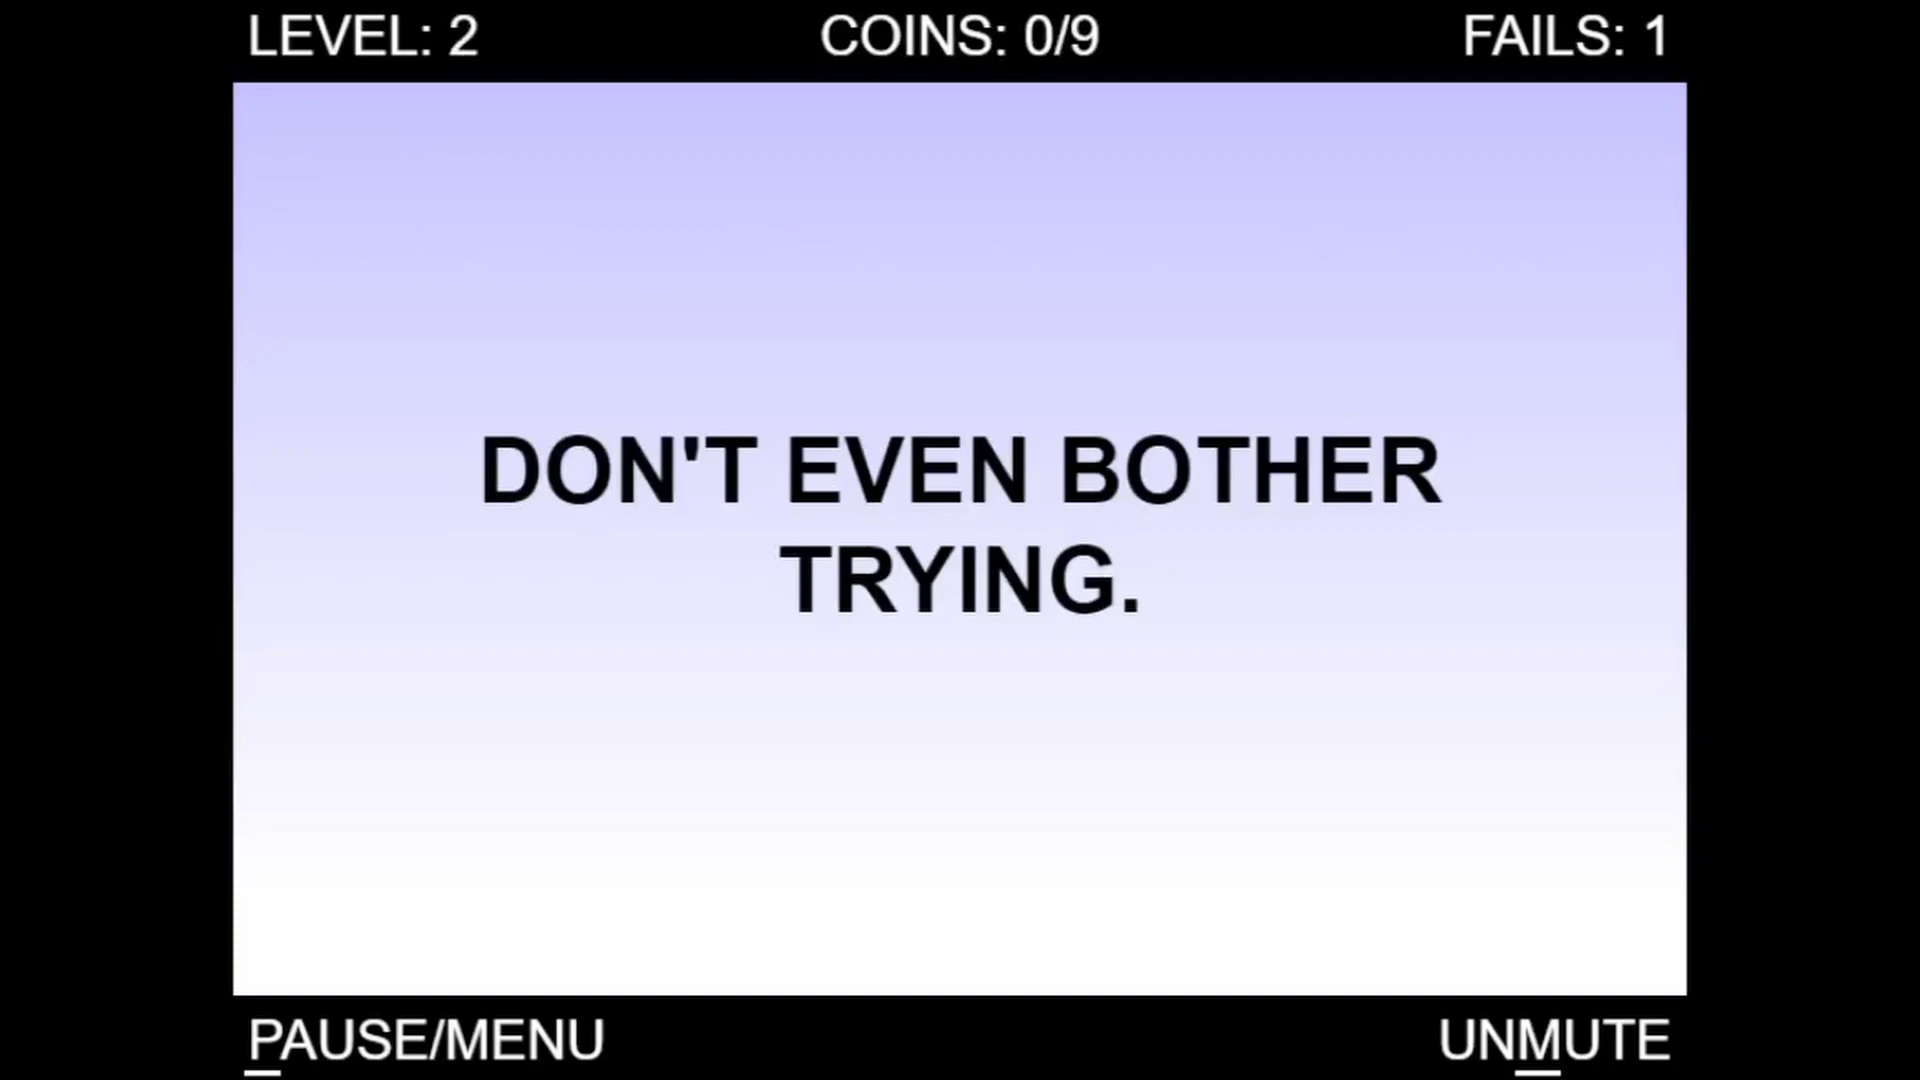 LEVEL: 2 COINS: 0/9 FAILS: 1
DON'T EVEN BOTHER
TRYING.
PAUSE/MENU UNMUTE